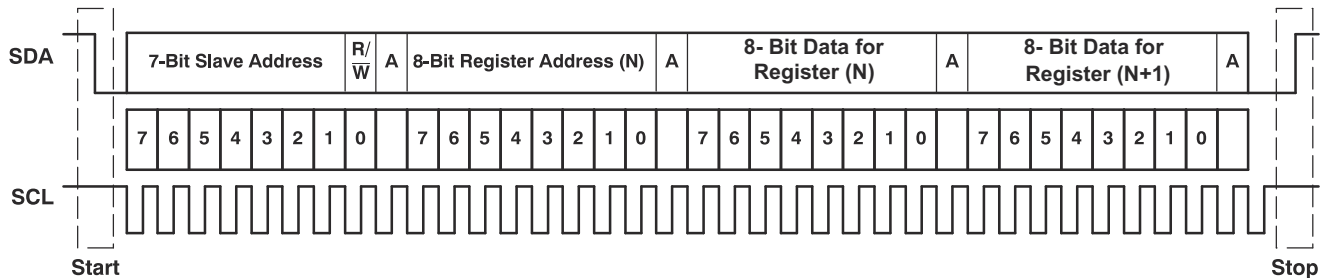 SDA
7-Bit Slave Address
R/
W
A
8-Bit Register Address (N)
A
8- Bit Data for
Register (N)
A
8- Bit Data for
Register (N+1)
A
7 6 5 4 3 2 1 0 7 6 5 4 3 2 1 0 7 6 5 4 3 2 1 0 7 6 5 4 3 2 1 0
SCL
Start
Stop